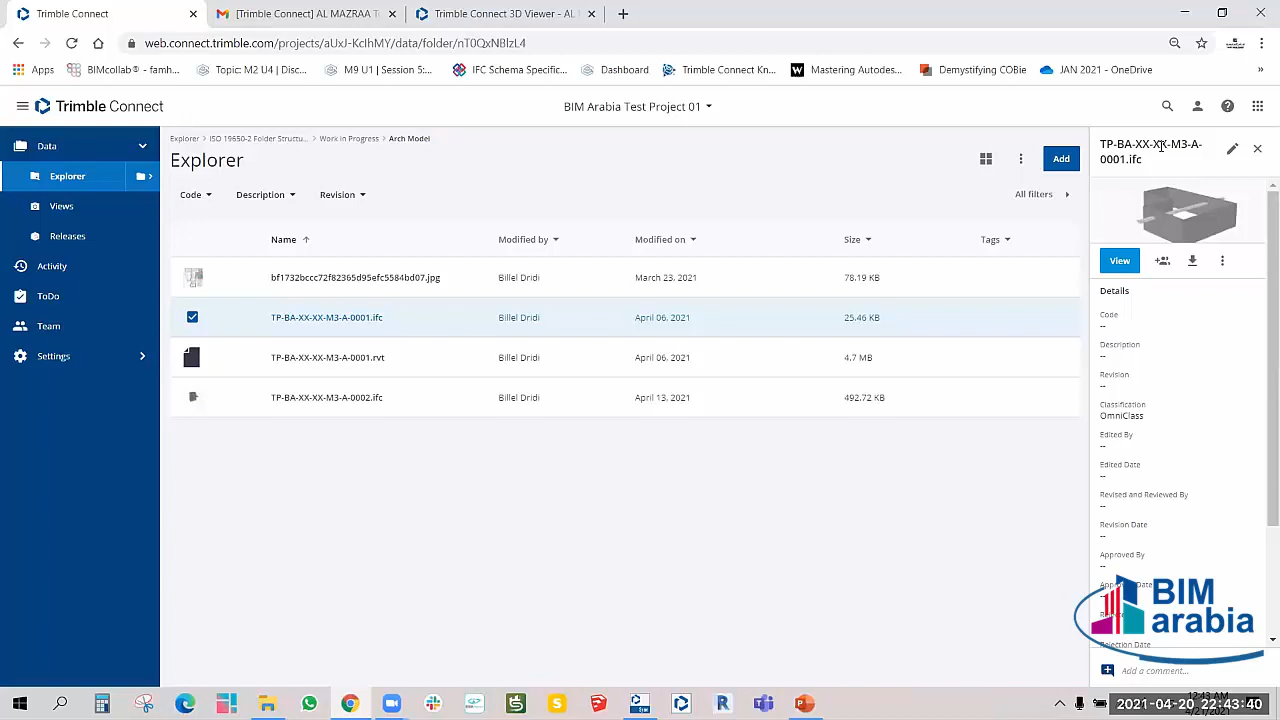 Trimble Connect
[Trimble Connect] AL MAZRAA T
Trimble Connect 3D Viewer - AL
web.connect.trimble.com/projects/aUxJ-KcIhMY/data/folder/nT0QxNBIzL4
Apps
BIMcollab® - famh...
Topic: M2 U4 | Disc...
M9 U1 | Session 5:...
IFC Schema Specific...
Dashboard
Trimble Connect Kn...
Mastering Autodes...
Demystifying COBie
JAN 2021 - OneDrive
»
Trimble Connect
BIM Arabia Test Project 01
Data
Explorer
Views
Releases
Activity
ToDo
Team
Settings
Explorer > ISO 19650-2 Folder Structu... > Work in Progress > Arch Model
Explorer
Add
Code
Description
Revision
All filters
Name
Modified by
Modified on
Size
Tags
bf1732bccc72f82365d95efc5584bd07.jpg Billel Dridi March 23, 2021 78.19 KB
TP-BA-XX-XX-M3-A-0001.ifc Billel Dridi April 06, 2021 25.46 KB
TP-BA-XX-XX-M3-A-0001.rvt Billel Dridi April 06, 2021 4.7 MB
TP-BA-XX-XX-M3-A-0002.ifc Billel Dridi April 13, 2021 492.72 KB
TP-BA-XX-XX-M3-A-
0001.ifc
View
Details
Code
--
Description
--
Revision
--
Classification
OmniClass
Edited By
--
Edited Date
--
Revised and Reviewed By
--
Revision Date
--
Approved By
--
BIM
arabia
Add a comment...
12:43 AM
2021-04-20 22:43:40